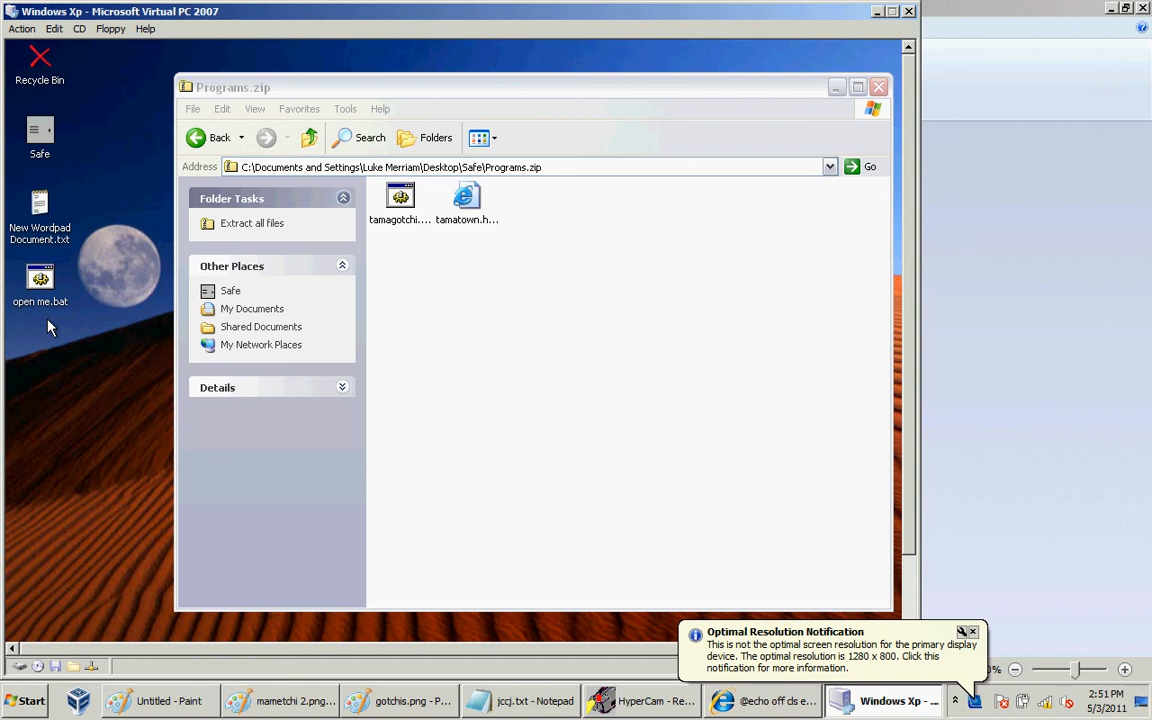 Windows Xp - Microsoft Virtual PC 2007
Action Edit CD Floppy Help
Recycle Bin
Safe
New Wordpad
Document.txt
open me.bat
Programs.zip
File Edit View Favorites Tools Help
Back Search Folders
Address C:\Documents and Settings\Luke Merriam\Desktop\Safe\Programs.zip Go
Folder Tasks
Extract all files
Other Places
Safe
My Documents
Shared Documents
My Network Places
Details
tamagotchi.... tamatown.h...
Optimal Resolution Notification
This is not the optimal screen resolution for the primary display
device. The optimal resolution is 1280 x 800. Click this
notification for more information.
Start Untitled - Paint mametchi 2.png... gotchis.png - P... jccj.txt - Notepad HyperCam - Re... @echo off cls e... Windows Xp - ...
2:51 PM
5/3/2011